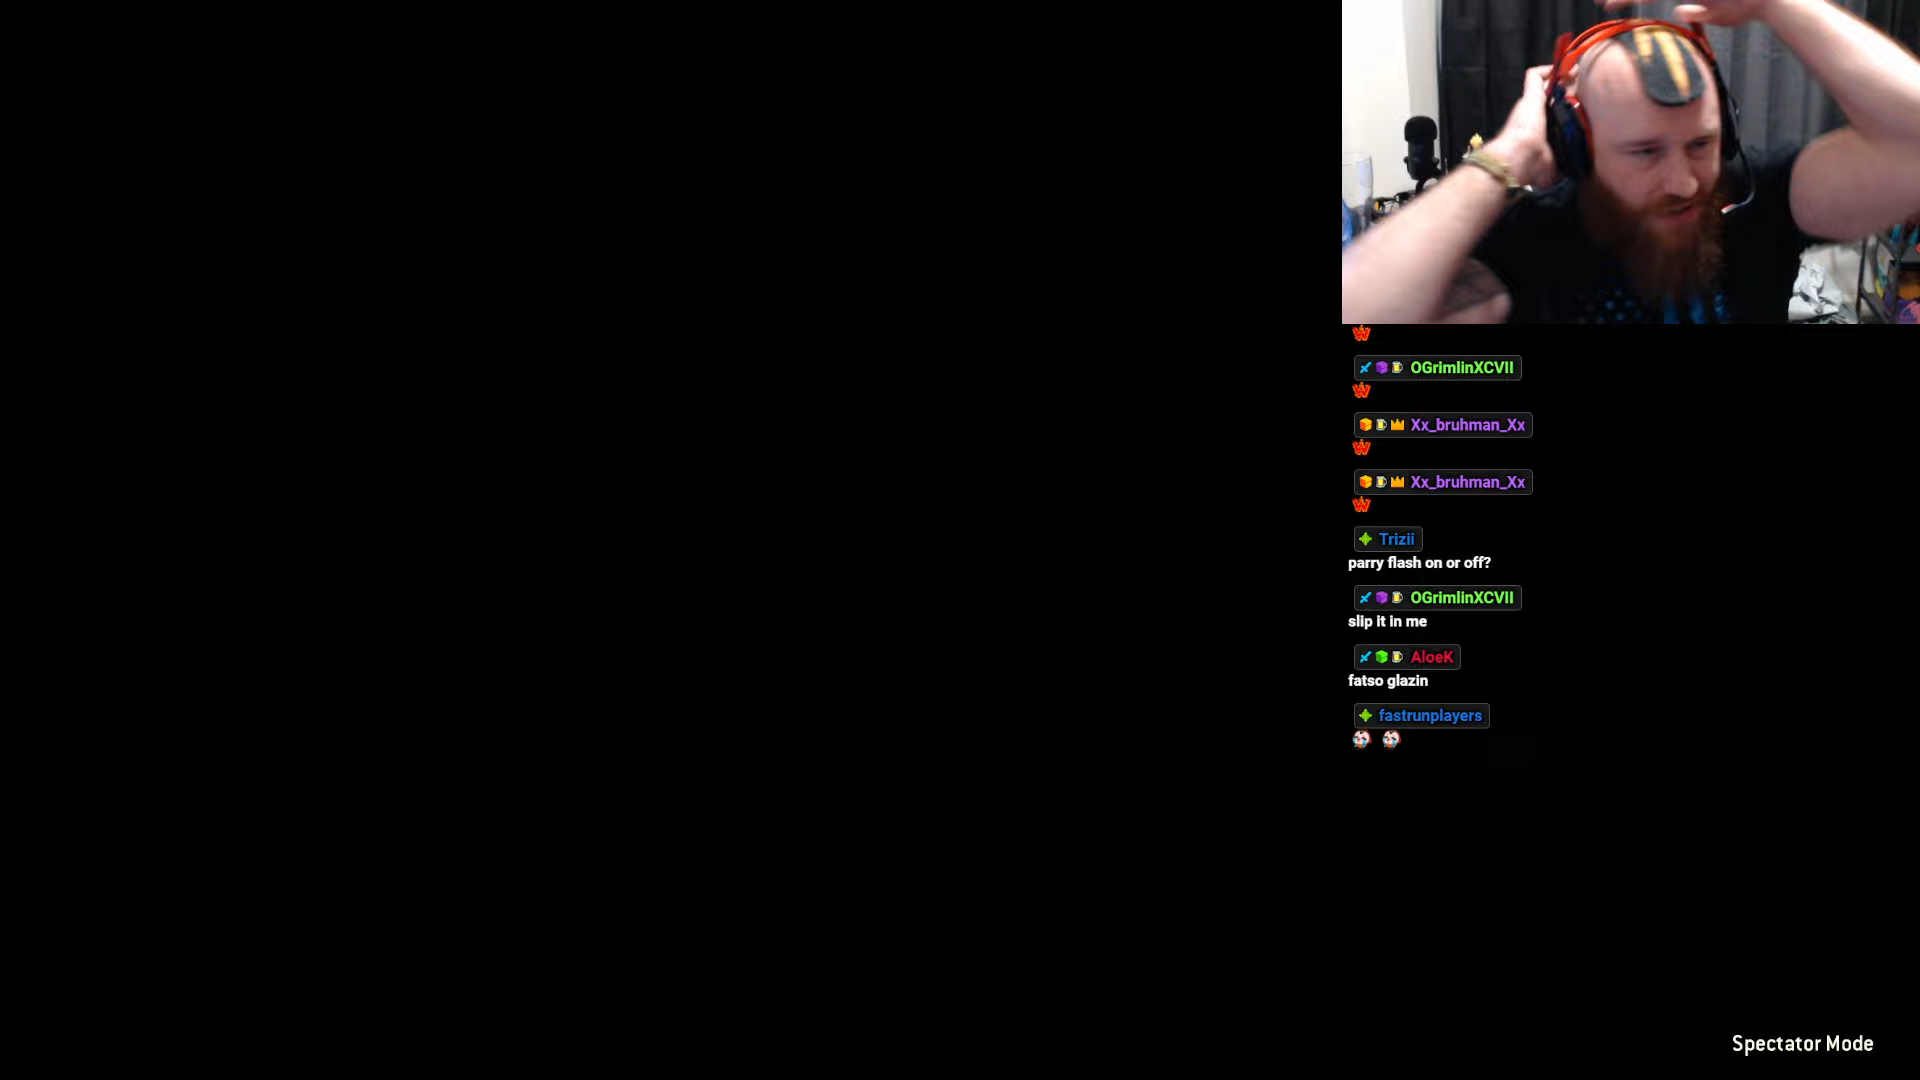 OGrimlinXCVII
Xx_bruhman_Xx
Xx_bruhman_Xx
Trizii
parry flash on or off?
OGrimlinXCVII
slip it in me
AloeK
fatso glazin
fastrunplayers
Spectator Mode